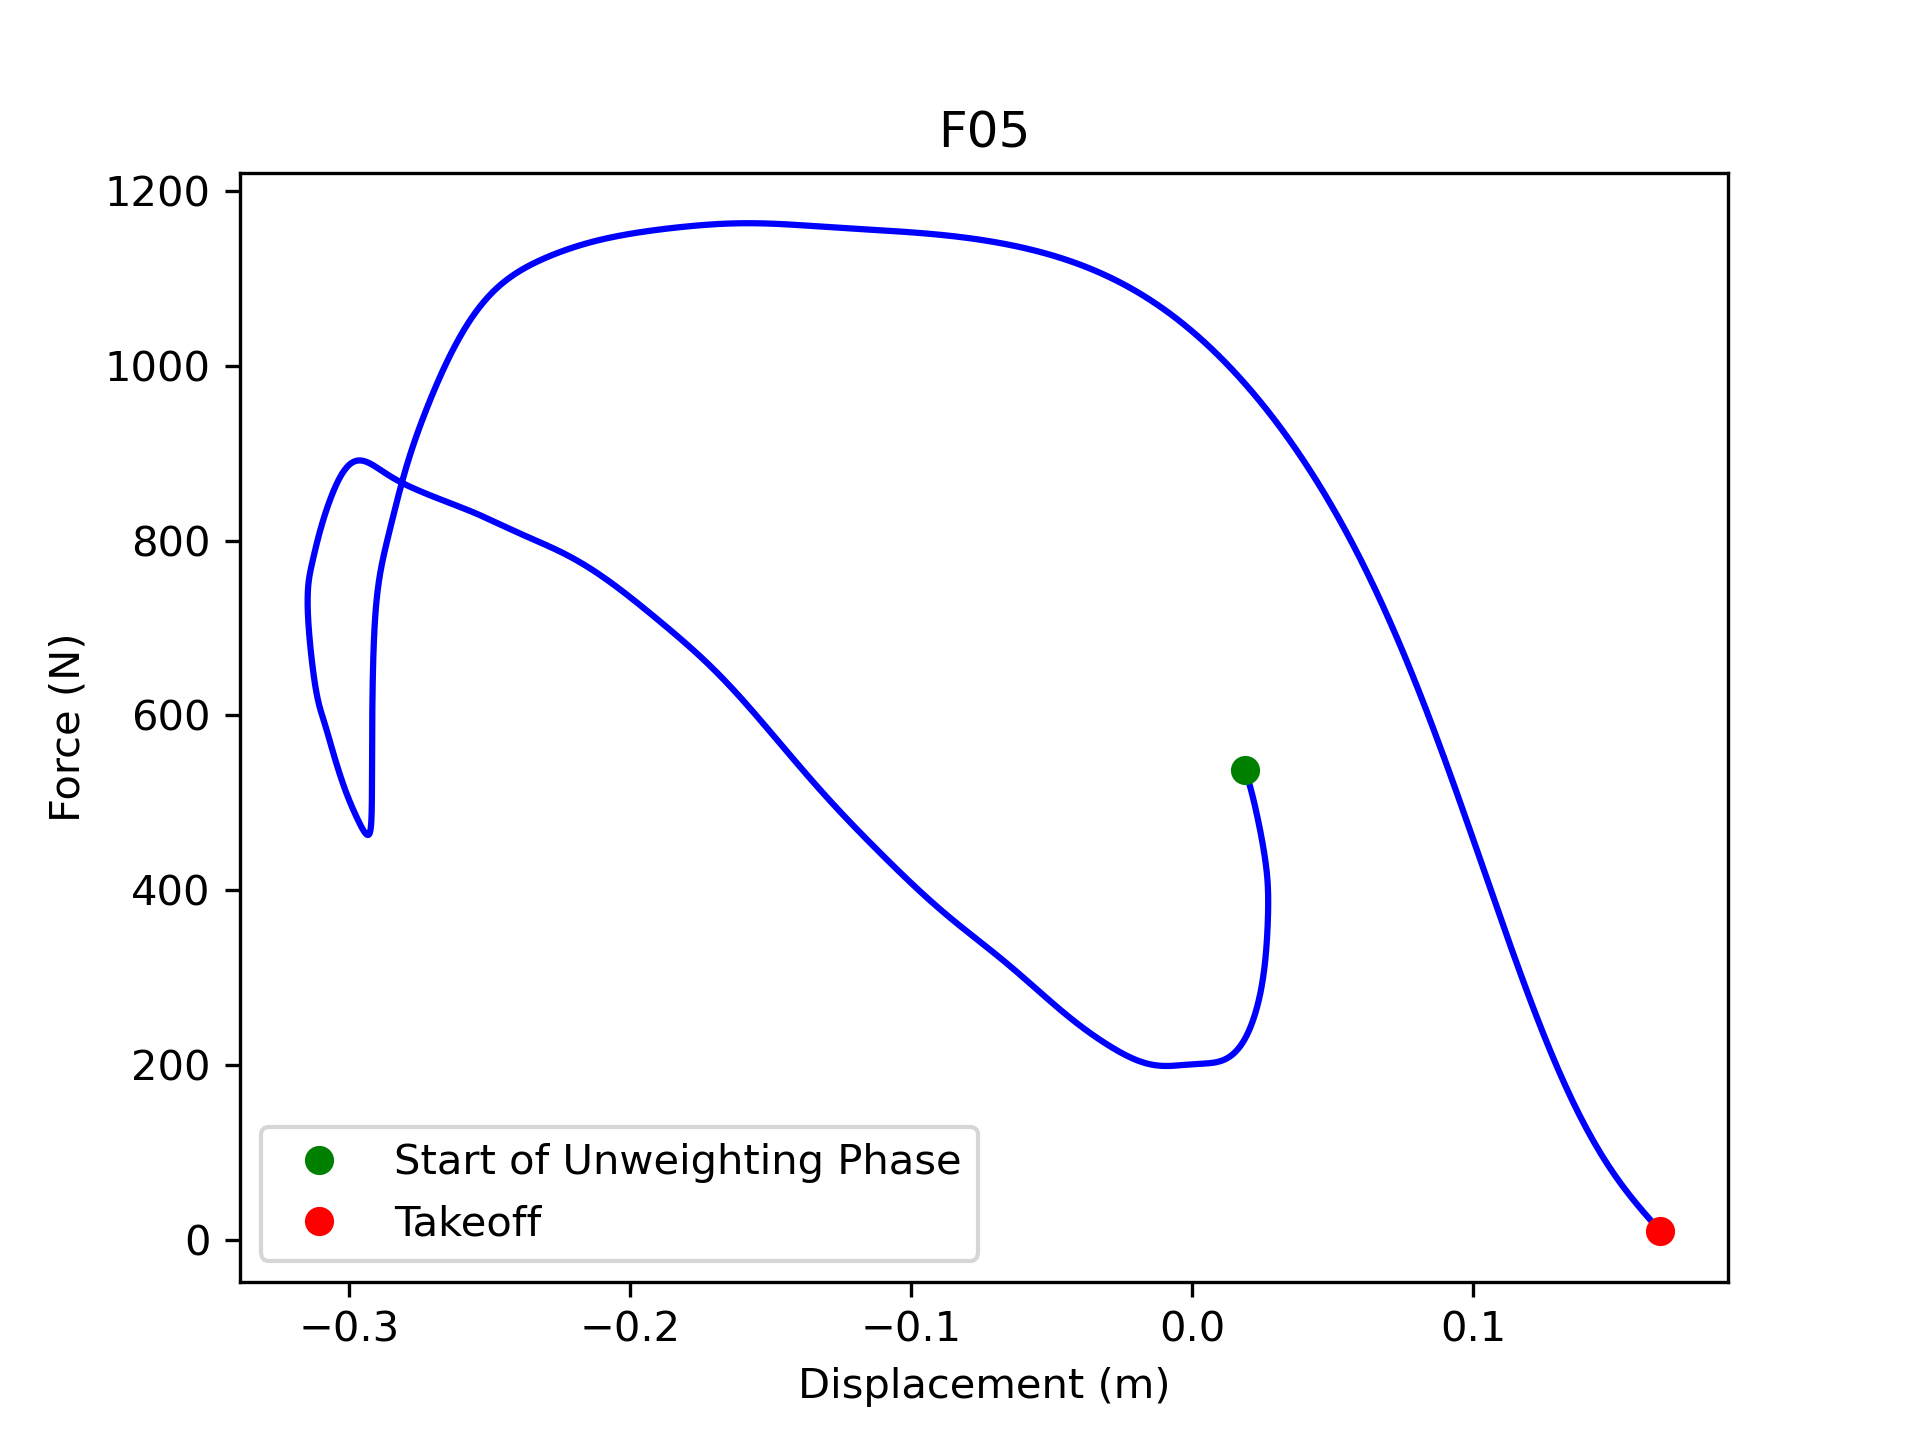 F05
1200
1000
800
600
400
200
0
Force (N)
Start of Unweighting Phase
Takeoff
−0.3 −0.2 −0.1 0.0 0.1
Displacement (m)